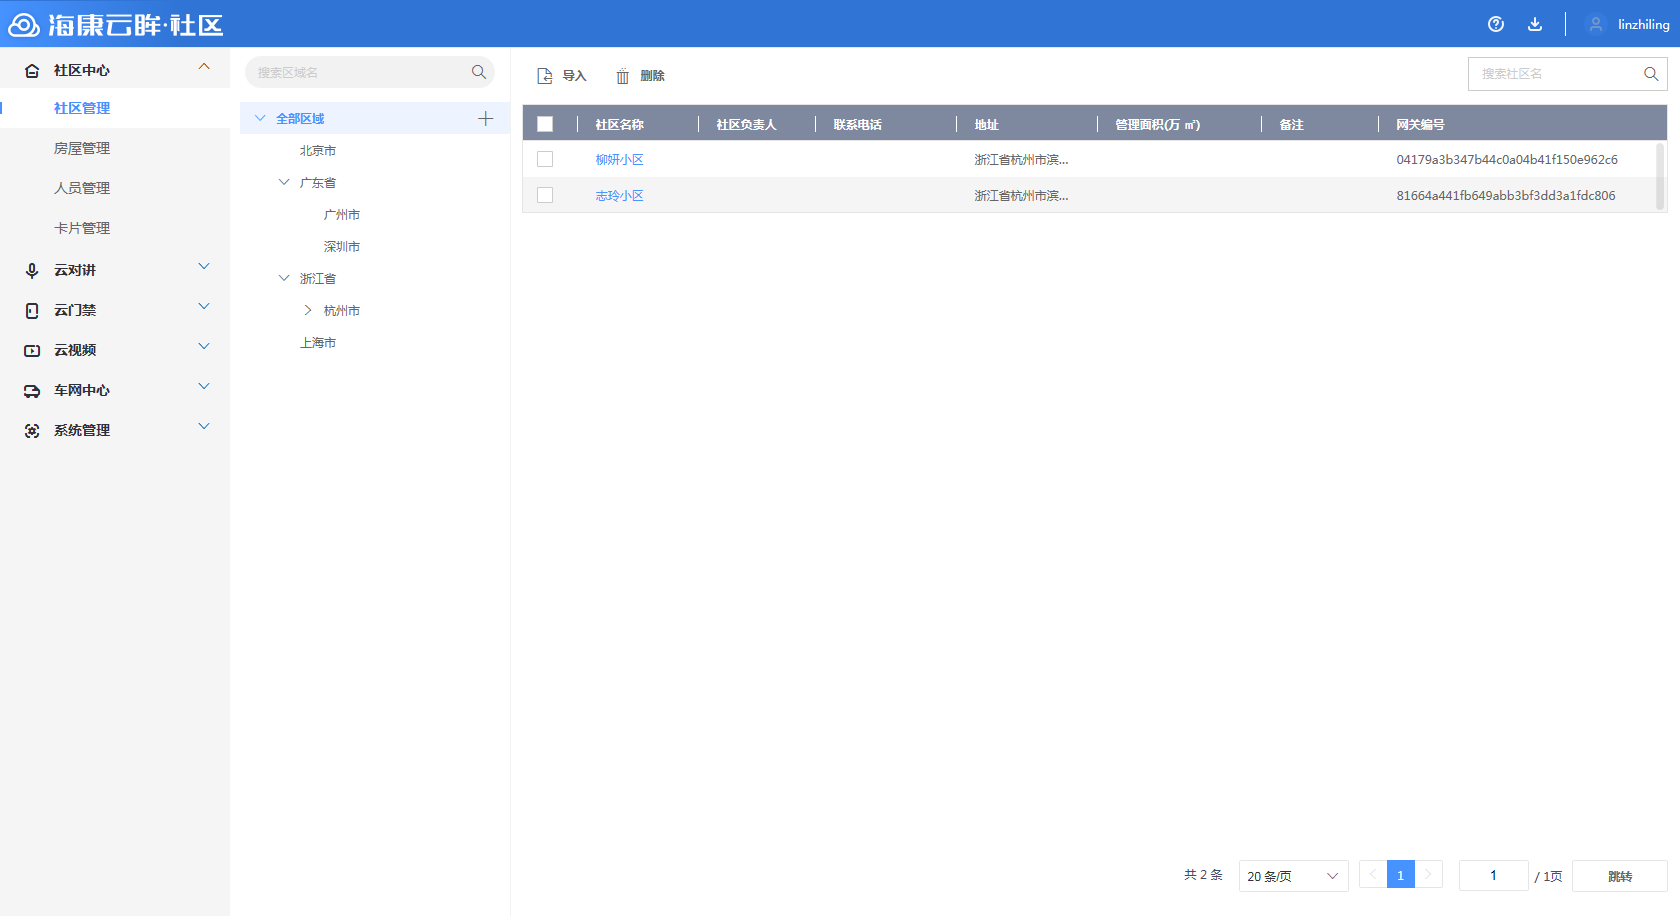 海康云眸·社区
linzhiling
社区中心
社区管理
房屋管理
人员管理
卡片管理
云对讲
云门禁
云视频
车网中心
系统管理
搜索区域名
全部区域
北京市
广东省
广州市
深圳市
浙江省
杭州市
上海市
导入 删除
搜索社区名
社区名称 社区负责人 联系电话 地址 管理面积(万 ㎡) 备注 网关编号
柳妍小区 浙江省杭州市滨... 04179a3b347b44c0a04b41f150e962c6
志玲小区 浙江省杭州市滨... 81664a441fb649abb3bf3dd3a1fdc806
共 2 条 20 条/页 1 1 / 1页 跳转